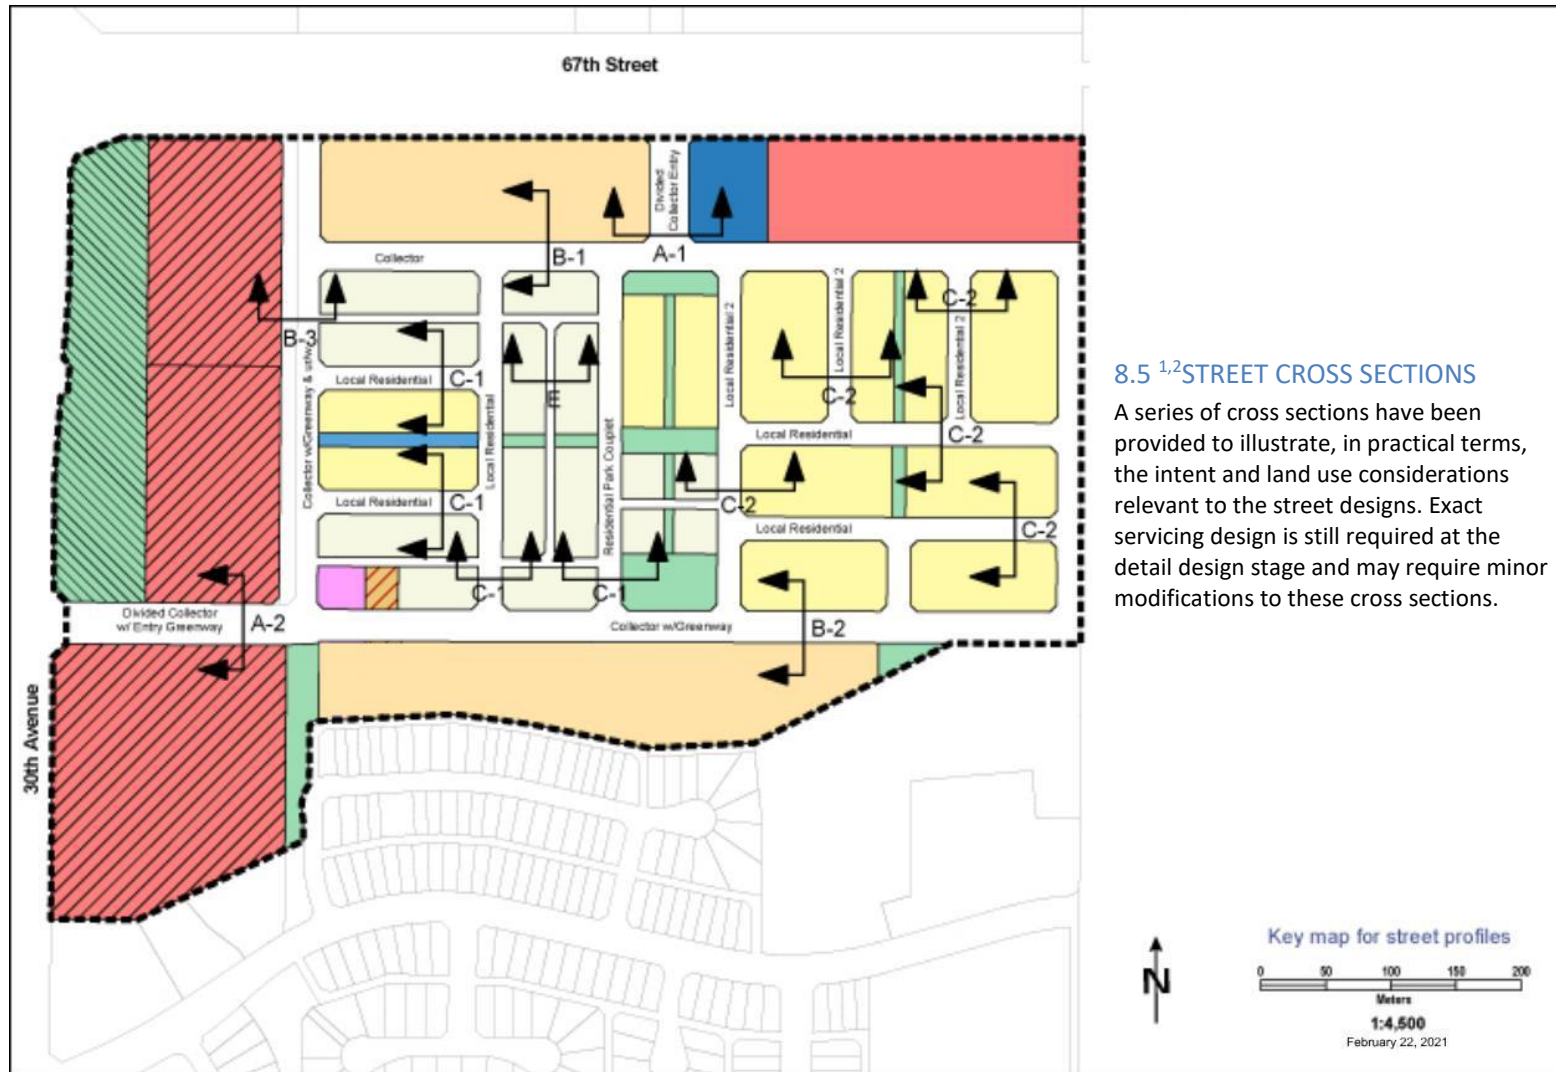 67th Street
Divided
Collector Entry
B-1
A-1
Collector
C-2
B-3
Collector w/Greenway & ut/w
Local Residential
C-1
E
Local Residential 2
Local Residential 2
C-2
Local Residential 2
Local Residential
Residential Park Couplet
Local Residential
C-2
Local Residential
C-1
C-2
Local Residential
C-2
C-1
C-1
Divided Collector
w/ Entry Greenway
A-2
Collector w/Greenway
B-2
30th Avenue
8.5 1,2STREET CROSS SECTIONS
A series of cross sections have been
provided to illustrate, in practical terms,
the intent and land use considerations
relevant to the street designs. Exact
servicing design is still required at the
detail design stage and may require minor
modifications to these cross sections.
N
Key map for street profiles
0 50 100 150 200
Meters
1:4,500
February 22, 2021